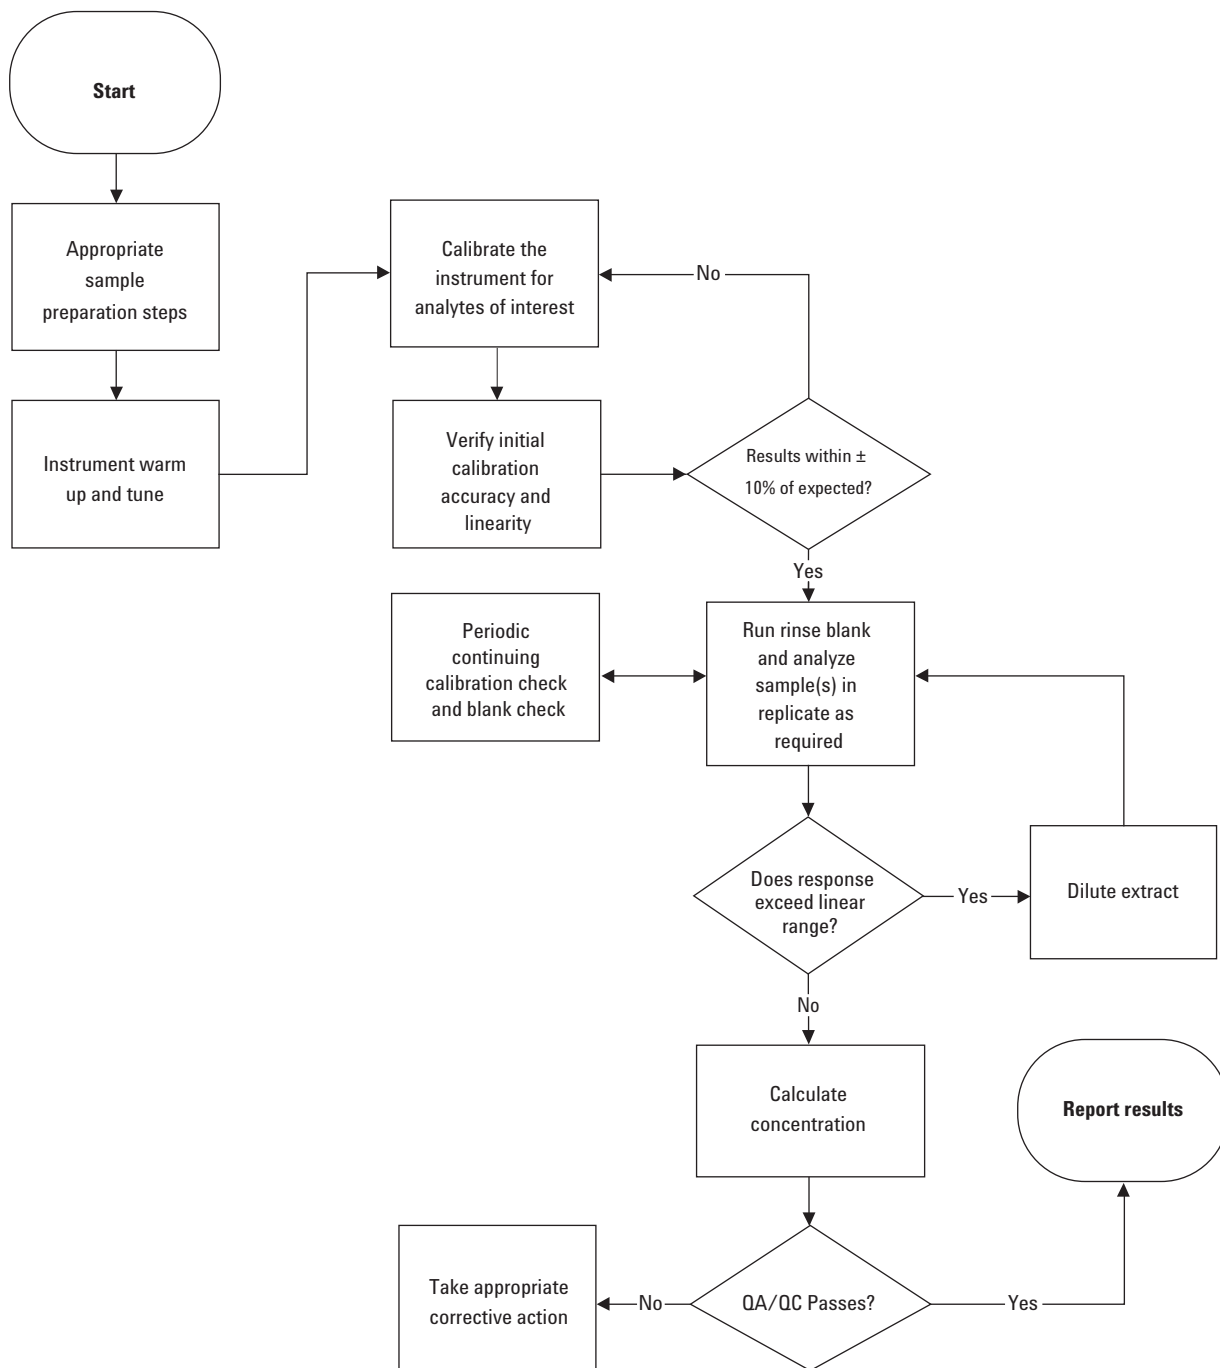 Start
Appropriate
sample
preparation steps
Instrument warm
up and tune
Calibrate the
instrument for
analytes of interest
No
Verify initial
calibration
accuracy and
linearity
Results within ±
10% of expected?
Yes
Periodic
continuing
calibration check
and blank check
Run rinse blank
and analyze
sample(s) in
replicate as
required
Does response
exceed linear
range?
Yes
Dilute extract
No
Calculate
concentration
Report results
Take appropriate
corrective action
No
QA/QC Passes?
Yes